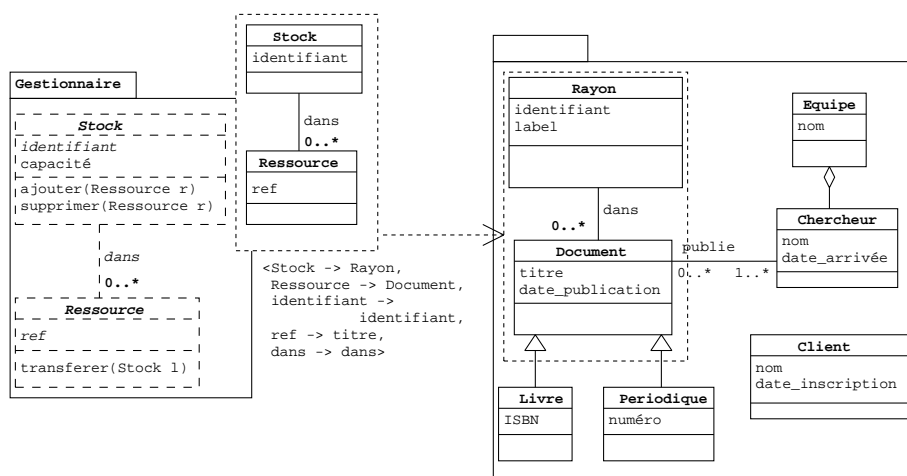 Gestionnaire
Stock
identifiant
capacité
ajouter(Ressource r)
supprimer(Ressource r)
dans
0..*
Ressource
ref
transferer(Stock l)
Stock
identifiant
dans
0..*
Ressource
ref
<Stock -> Rayon,
Ressource -> Document,
identifiant ->
identifiant,
ref -> titre,
dans -> dans>
Rayon
identifiant
label
dans
0..*
Document
titre
date_publication
publie
0..* 1..*
Equipe
nom
Chercheur
nom
date_arrivée
Livre
ISBN
Periodique
numéro
Client
nom
date_inscription